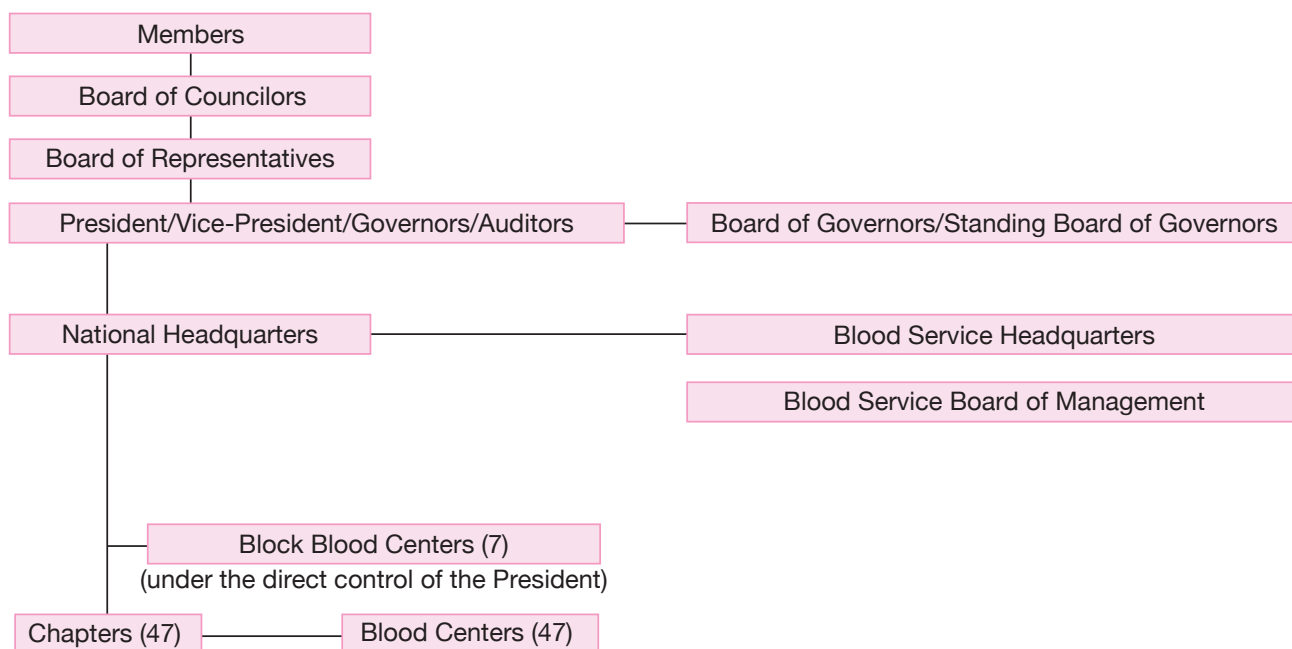 Members
Board of Councilors
Board of Representatives
President/Vice-President/Governors/Auditors
Board of Governors/Standing Board of Governors
National Headquarters
Blood Service Headquarters
Blood Service Board of Management
Block Blood Centers (7)
(under the direct control of the President)
Chapters (47)
Blood Centers (47)